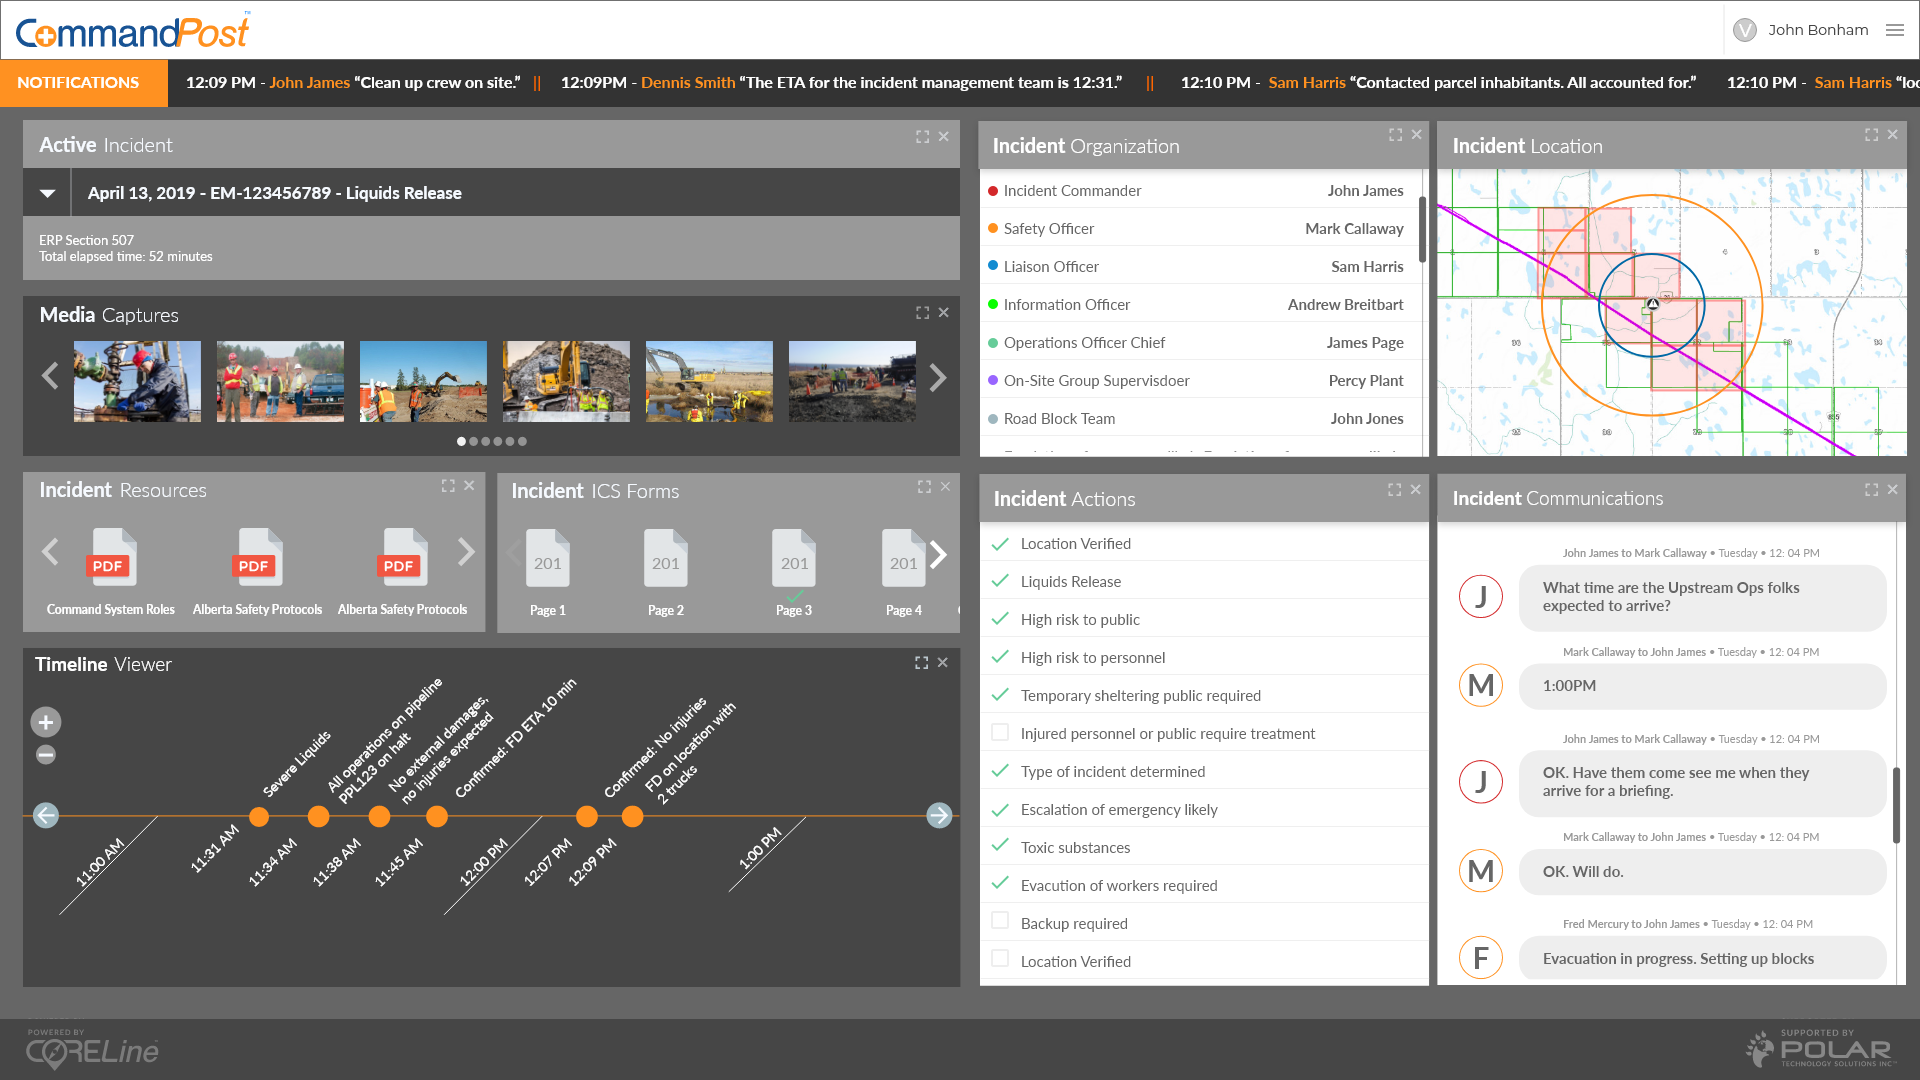 CommandPost™
V John Bonham
NOTIFICATIONS 12:09 PM - John James “Clean up crew on site.” || 12:09PM - Dennis Smith “The ETA for the incident management team is 12:31.” || 12:10 PM - Sam Harris “Contacted parcel inhabitants. All accounted for.” 12:10 PM - Sam Harris “loc
Active Incident
April 13, 2019 - EM-123456789 - Liquids Release
ERP Section 507
Total elapsed time: 52 minutes
Media Captures
Incident Resources
PDF PDF PDF
Command System Roles Alberta Safety Protocols Alberta Safety Protocols
Incident ICS Forms
201 201 201 201
Page 1 Page 2 Page 3 Page 4
Timeline Viewer
Severe Liquids
All operations on pipeline
PPL123 on halt
No external damages,
no injuries expected
Confirmed: FD ETA 10 min
Confirmed: No injuries
FD on location with
2 trucks
11:00 AM
11:31 AM
11:34 AM
11:38 AM
11:45 AM
12:00 PM
12:07 PM
12:09 PM
1:00 PM
Incident Organization
Incident Commander John James
Safety Officer Mark Callaway
Liaison Officer Sam Harris
Information Officer Andrew Breitbart
Operations Officer Chief James Page
On-Site Group Supervisdoer Percy Plant
Road Block Team John Jones
Incident Location
Incident Actions
Location Verified
Liquids Release
High risk to public
High risk to personnel
Temporary sheltering public required
Injured personnel or public require treatment
Type of incident determined
Escalation of emergency likely
Toxic substances
Evacution of workers required
Backup required
Location Verified
Incident Communications
John James to Mark Callaway • Tuesday • 12: 04 PM
J
What time are the Upstream Ops folks
expected to arrive?
Mark Callaway to John James • Tuesday • 12: 04 PM
M
1:00PM
John James to Mark Callaway • Tuesday • 12: 04 PM
J
OK. Have them come see me when they
arrive for a briefing.
Mark Callaway to John James • Tuesday • 12: 04 PM
M
OK. Will do.
Fred Mercury to John James • Tuesday • 12: 04 PM
F
Evacuation in progress. Setting up blocks
POWERED BY
CORELine
SUPPORTED BY
POLAR
TECHNOLOGY SOLUTIONS INC